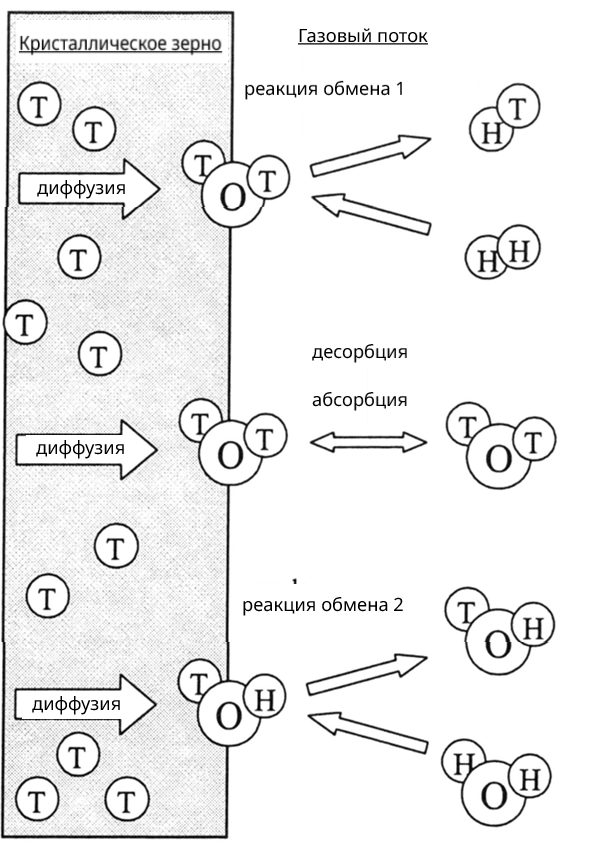 Кристаллическое зерно
Газовый поток
реакция обмена 1
T
T
T
H
T
O
T
диффузия
H
H
T
T
T
десорбция
абсорбция
T
O
T
диффузия
T
O
T
T
T
реакция обмена 2
T
O
H
T
O
H
диффузия
T
T
T
H
O
H